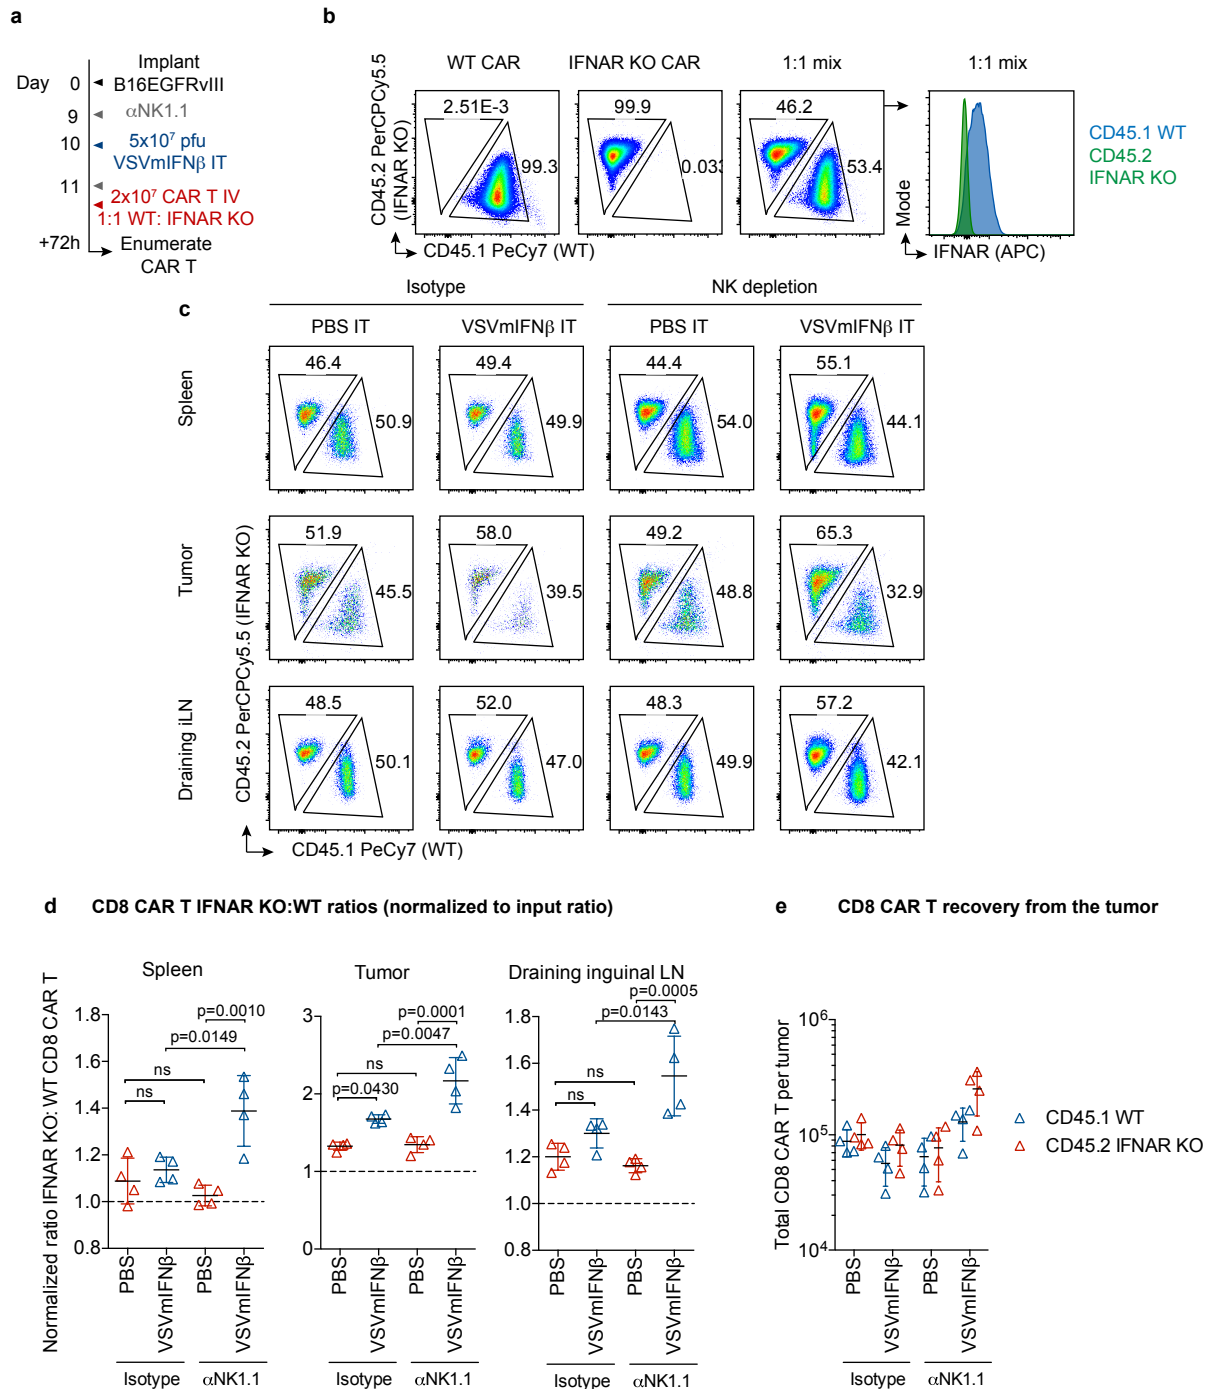 a
Day
0
Implant
B16EGFRvIII
9
αNK1.1
10
5x10⁷ pfu
VSVmIFNβ IT
11
2x10⁷ CAR T IV
1:1 WT: IFNAR KO
+72h
Enumerate
CAR T
b
WT CAR
IFNAR KO CAR
1:1 mix
1:1 mix
CD45.2 PerCPCy5.5
(IFNAR KO)
2.51E-3
99.3
99.9
46.2
53.4
CD45.1 PeCy7 (WT)
Mode
IFNAR (APC)
CD45.1 WT
CD45.2
IFNAR KO
c
Isotype
NK depletion
PBS IT
VSVmIFNβ IT
PBS IT
VSVmIFNβ IT
CD45.2 PerCPCy5.5 (IFNAR KO)
Spleen
46.4
50.9
49.4
49.9
44.4
54.0
55.1
44.1
Tumor
51.9
45.5
58.0
39.5
49.2
48.8
65.3
32.9
Draining iLN
48.5
50.1
52.0
47.0
48.3
49.9
57.2
42.1
CD45.1 PeCy7 (WT)
d
CD8 CAR T IFNAR KO:WT ratios (normalized to input ratio)
Normalized ratio IFNAR KO: WT CD8 CAR T
Spleen
1.8
1.6
1.4
1.2
1.0
0.8
p=0.0010
p=0.0149
ns
ns
PBS
VSVmIFNβ
PBS
VSVmIFNβ
Isotype
αNK1.1
Tumor
3
2
1
0
p=0.0001
p=0.0047
ns
p=0.0430
PBS
VSVmIFNβ
PBS
VSVmIFNβ
Isotype
αNK1.1
Draining inguinal LN
1.8
1.6
1.4
1.2
1.0
0.8
p=0.0005
p=0.0143
ns
ns
PBS
VSVmIFNβ
PBS
VSVmIFNβ
Isotype
αNK1.1
e
CD8 CAR T recovery from the tumor
Total CD8 CAR T per tumor
10⁶
10⁵
10⁴
PBS
VSVmIFNβ
PBS
VSVmIFNβ
Isotype
αNK1.1
CD45.1 WT
CD45.2 IFNAR KO